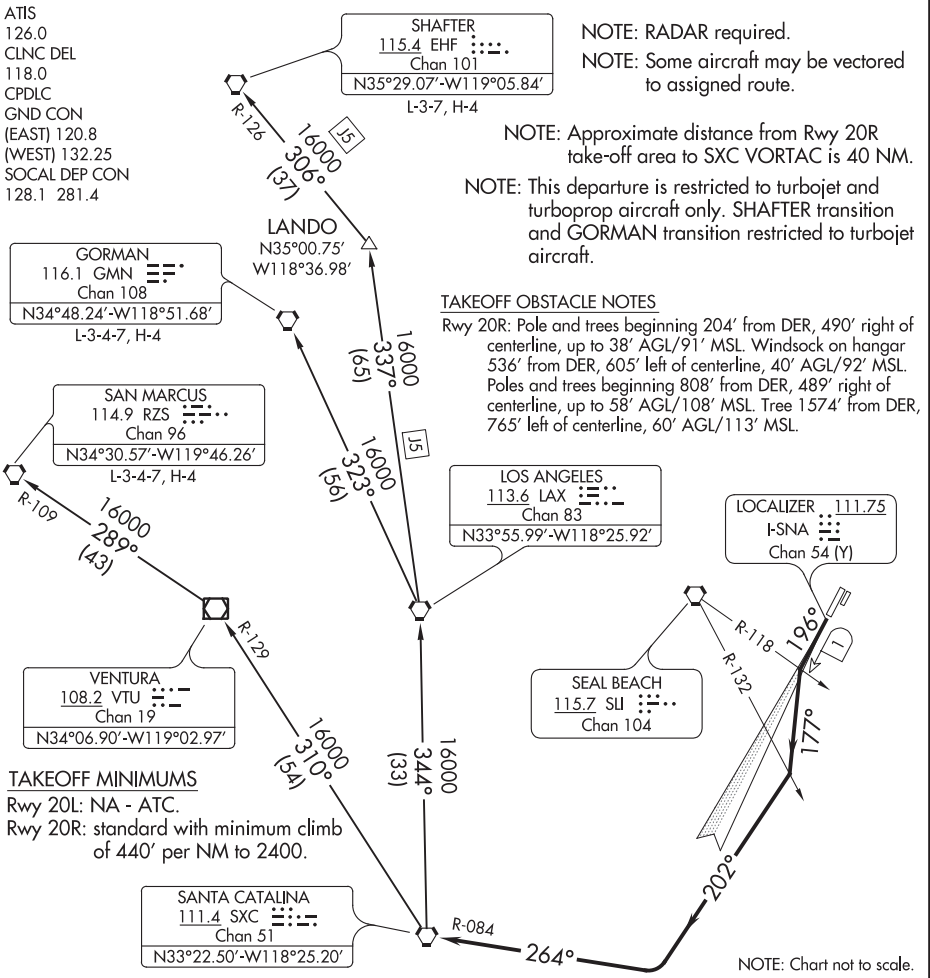 ATIS
126.0
CLNC DEL
118.0
CPDLC
GND CON
(EAST) 120.8
(WEST) 132.25
SOCAL DEP CON
128.1 281.4
SHAFTER
115.4 EHF
Chan 101
N35°29.07'-W119°05.84'
L-3-7, H-4
NOTE: RADAR required.
NOTE: Some aircraft may be vectored
to assigned route.
NOTE: Approximate distance from Rwy 20R
take-off area to SXC VORTAC is 40 NM.
NOTE: This departure is restricted to turbojet and
turboprop aircraft only. SHAFTER transition
and GORMAN transition restricted to turbojet
aircraft.
R-126
J5
16000
306°
(37)
LANDO
N35°00.75'
W118°36.98'
GORMAN
116.1 GMN
Chan 108
N34°48.24'-W118°51.68'
L-3-4-7, H-4
TAKEOFF OBSTACLE NOTES
Rwy 20R: Pole and trees beginning 204' from DER, 490' right of
centerline, up to 38' AGL/91' MSL. Windsock on hangar
536' from DER, 605' left of centerline, 40' AGL/92' MSL.
Poles and trees beginning 808' from DER, 489' right of
centerline, up to 58' AGL/108' MSL. Tree 1574' from DER,
765' left of centerline, 60' AGL/113' MSL.
16000
337°
(65)
J5
16000
323°
(56)
SAN MARCUS
114.9 RZS
Chan 96
N34°30.57'-W119°46.26'
L-3-4-7, H-4
R-109
16000
289°
(43)
LOS ANGELES
113.6 LAX
Chan 83
N33°55.99'-W118°25.92'
LOCALIZER 111.75
I-SNA
Chan 54 (Y)
196°
1
R-118
R-132
177°
SEAL BEACH
115.7 SLI
Chan 104
R-129
VENTURA
108.2 VTU
Chan 19
N34°06.90'-W119°02.97'
16000
310°
(54)
16000
344°
(33)
TAKEOFF MINIMUMS
Rwy 20L: NA - ATC.
Rwy 20R: standard with minimum climb
of 440' per NM to 2400.
202°
SANTA CATALINA
111.4 SXC
Chan 51
N33°22.50'-W118°25.20'
R-084
264°
NOTE: Chart not to scale.